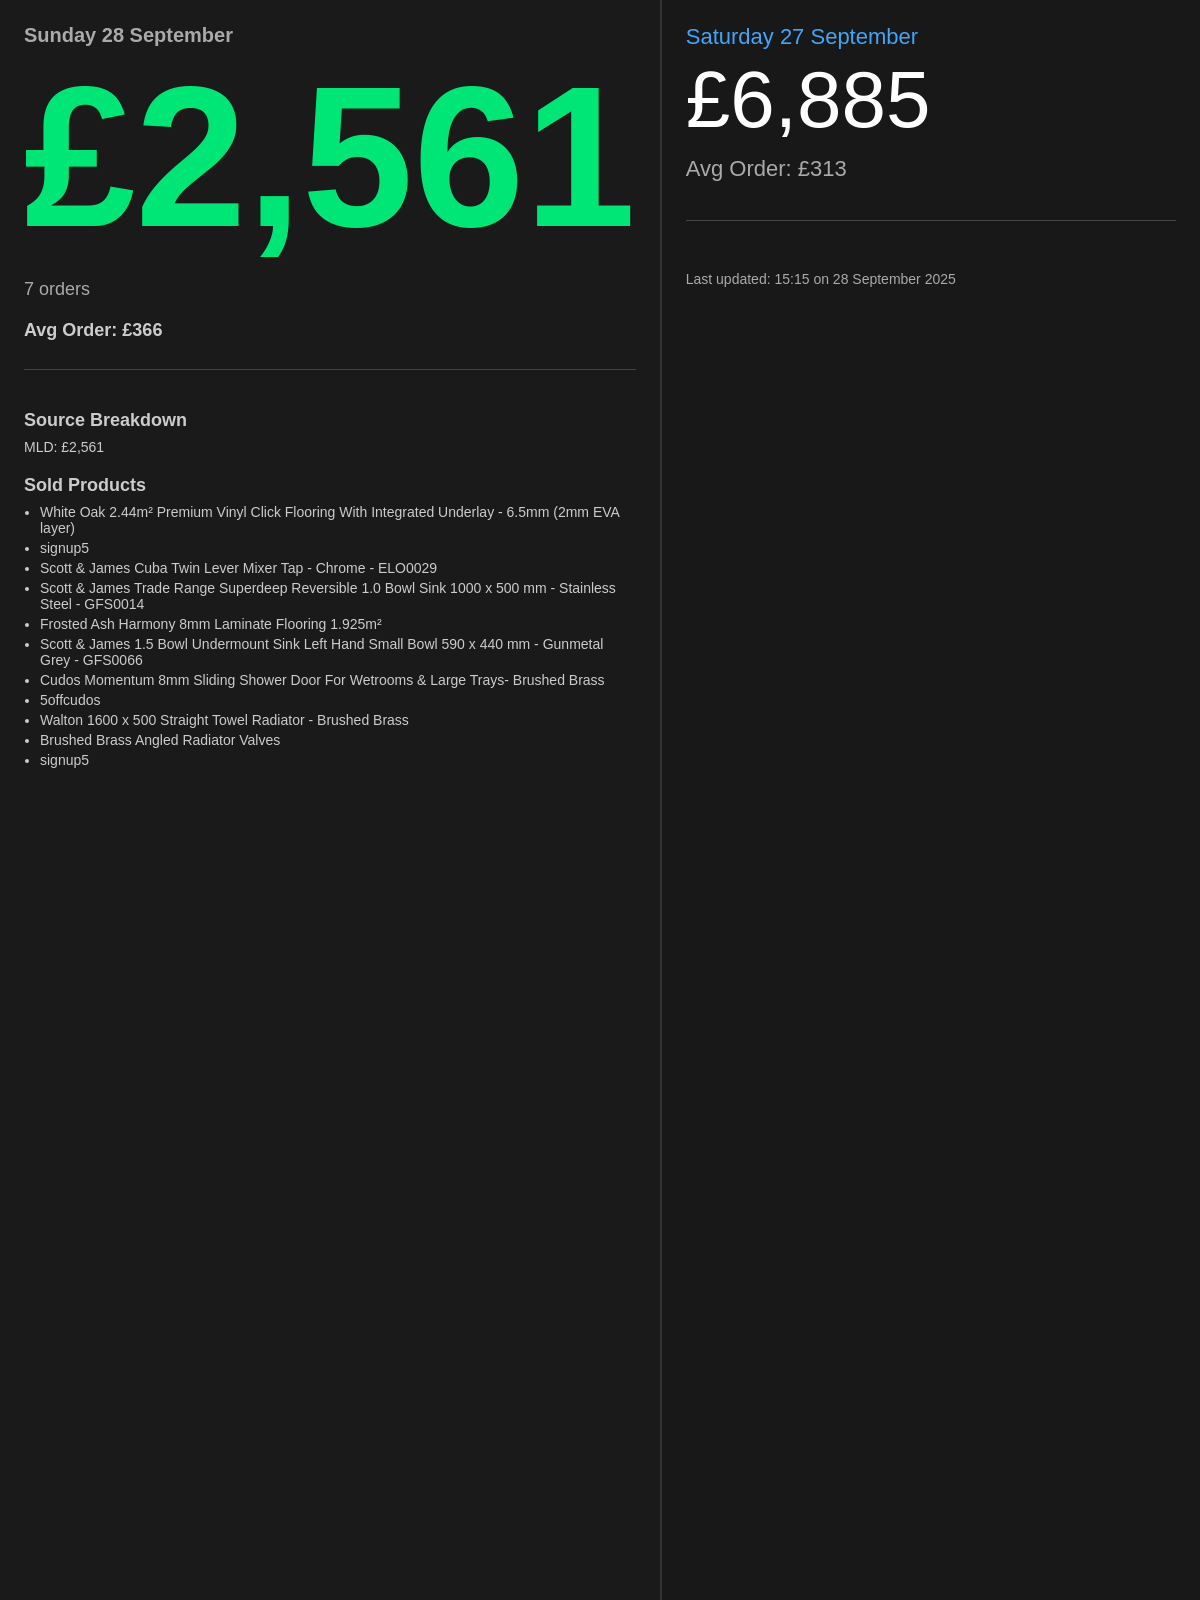 Sunday 28 September
£2,561
7 orders
Avg Order: £366
Source Breakdown
MLD: £2,561
Sold Products
• White Oak 2.44m² Premium Vinyl Click Flooring With Integrated Underlay - 6.5mm (2mm EVA
layer)
• signup5
• Scott & James Cuba Twin Lever Mixer Tap - Chrome - ELO0029
• Scott & James Trade Range Superdeep Reversible 1.0 Bowl Sink 1000 x 500 mm - Stainless
Steel - GFS0014
• Frosted Ash Harmony 8mm Laminate Flooring 1.925m²
• Scott & James 1.5 Bowl Undermount Sink Left Hand Small Bowl 590 x 440 mm - Gunmetal
Grey - GFS0066
• Cudos Momentum 8mm Sliding Shower Door For Wetrooms & Large Trays- Brushed Brass
• 5offcudos
• Walton 1600 x 500 Straight Towel Radiator - Brushed Brass
• Brushed Brass Angled Radiator Valves
• signup5
Saturday 27 September
£6,885
Avg Order: £313
Last updated: 15:15 on 28 September 2025